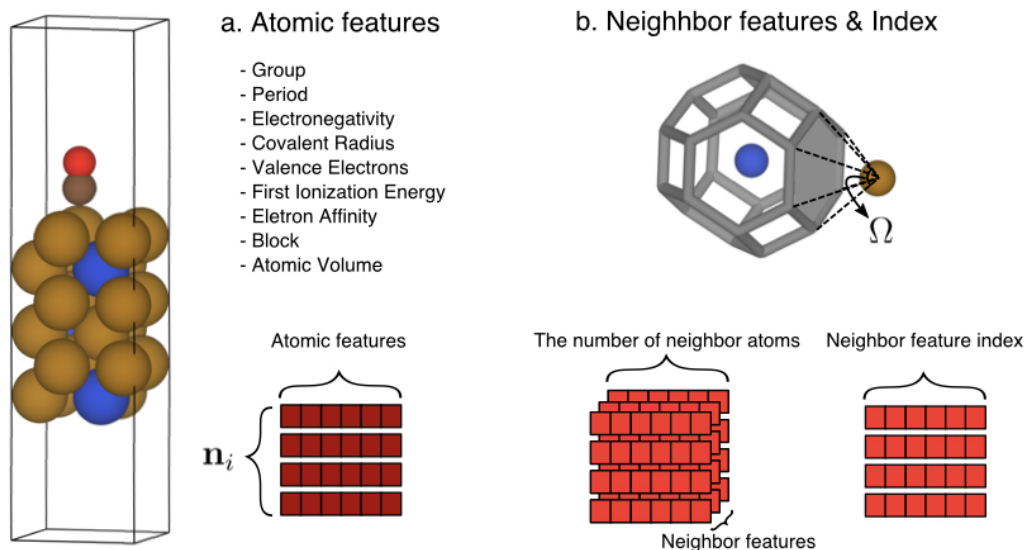 a. Atomic features
- Group
- Period
- Electronegativity
- Covalent Radius
- Valence Electrons
- First Ionization Energy
- Eletron Affinity
- Block
- Atomic Volume
b. Neighhbor features & Index
Ω
Atomic features
n_i
The number of neighbor atoms
Neighbor features
Neighbor feature index